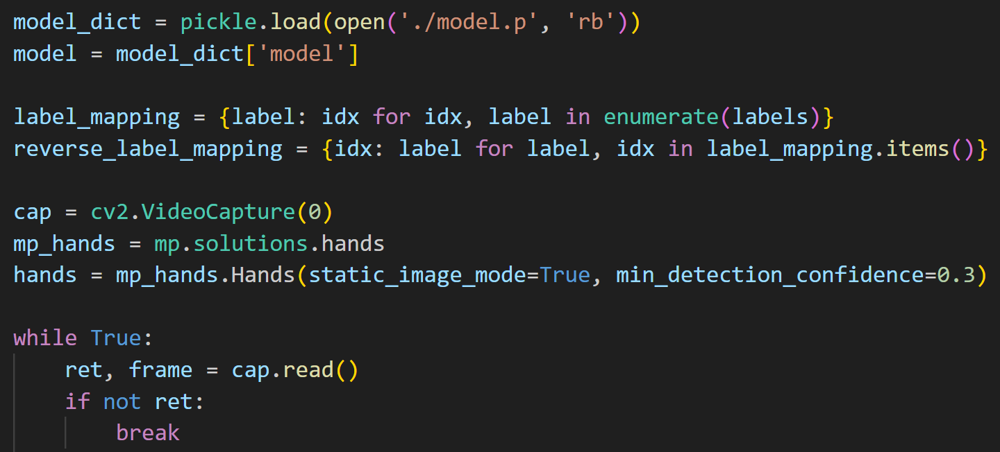 model_dict = pickle.load(open('./model.p', 'rb'))
model = model_dict['model']
label_mapping = {label: idx for idx, label in enumerate(labels)}
reverse_label_mapping = {idx: label for label, idx in label_mapping.items()}
cap = cv2.VideoCapture(0)
mp_hands = mp.solutions.hands
hands = mp_hands.Hands(static_image_mode=True, min_detection_confidence=0.3)
while True:
    ret, frame = cap.read()
    if not ret:
        break